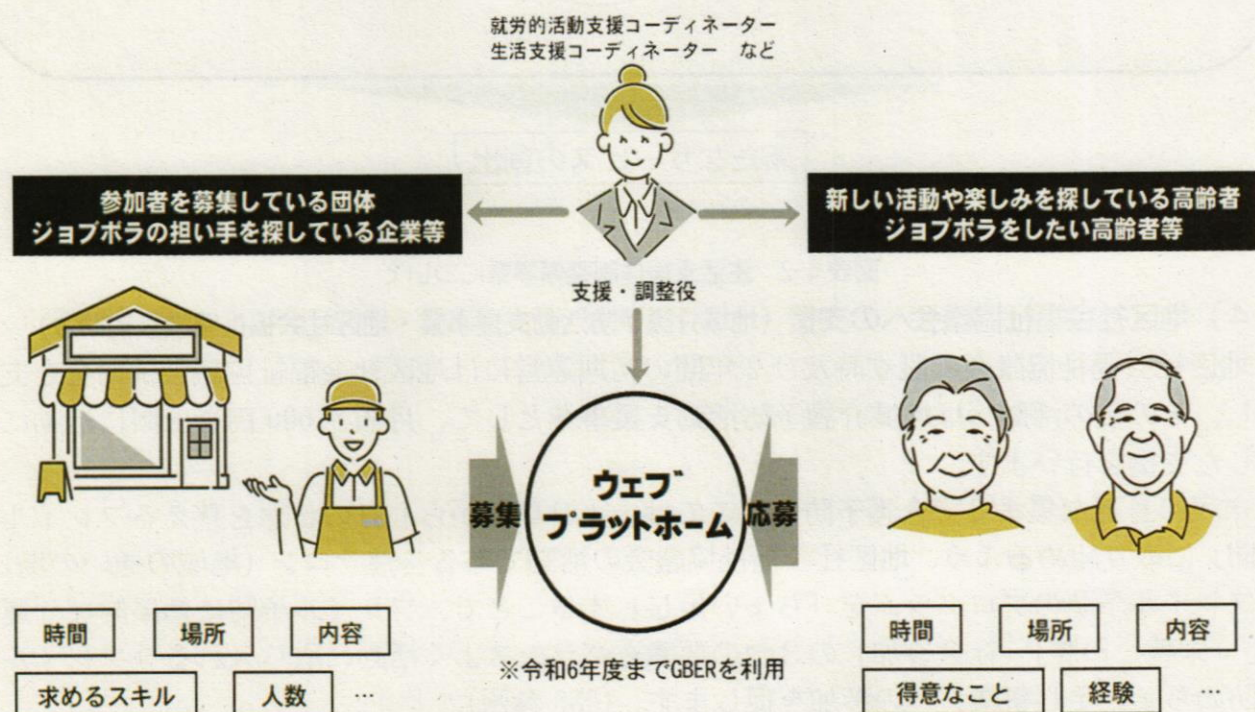 就労的活動支援コーディネーター
生活支援コーディネーター など
参加者を募集している団体
ジョブボラの担い手を探している企業等
新しい活動や楽しみを探している高齢者
ジョブボラをしたい高齢者等
支援・調整役
募集
ウェブ
プラットホーム
応募
時間
場所
内容
求めるスキル
人数
…
※令和6年度までGBERを利用
時間
場所
内容
得意なこと
経験
…